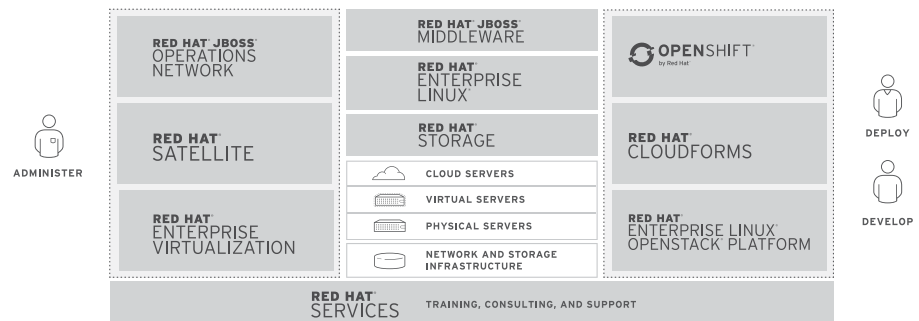 ADMINISTER
RED HAT® JBOSS®
OPERATIONS
NETWORK
RED HAT®
SATELLITE
RED HAT®
ENTERPRISE
VIRTUALIZATION
RED HAT® JBOSS®
MIDDLEWARE
RED HAT®
ENTERPRISE
LINUX®
RED HAT®
STORAGE
CLOUD SERVERS
VIRTUAL SERVERS
PHYSICAL SERVERS
NETWORK AND STORAGE
INFRASTRUCTURE
OPENSHIFT®
by Red Hat®
RED HAT®
CLOUDFORMS
RED HAT®
ENTERPRISE LINUX®
OPENSTACK® PLATFORM
DEPLOY
DEVELOP
RED HAT®
SERVICES
TRAINING, CONSULTING, AND SUPPORT